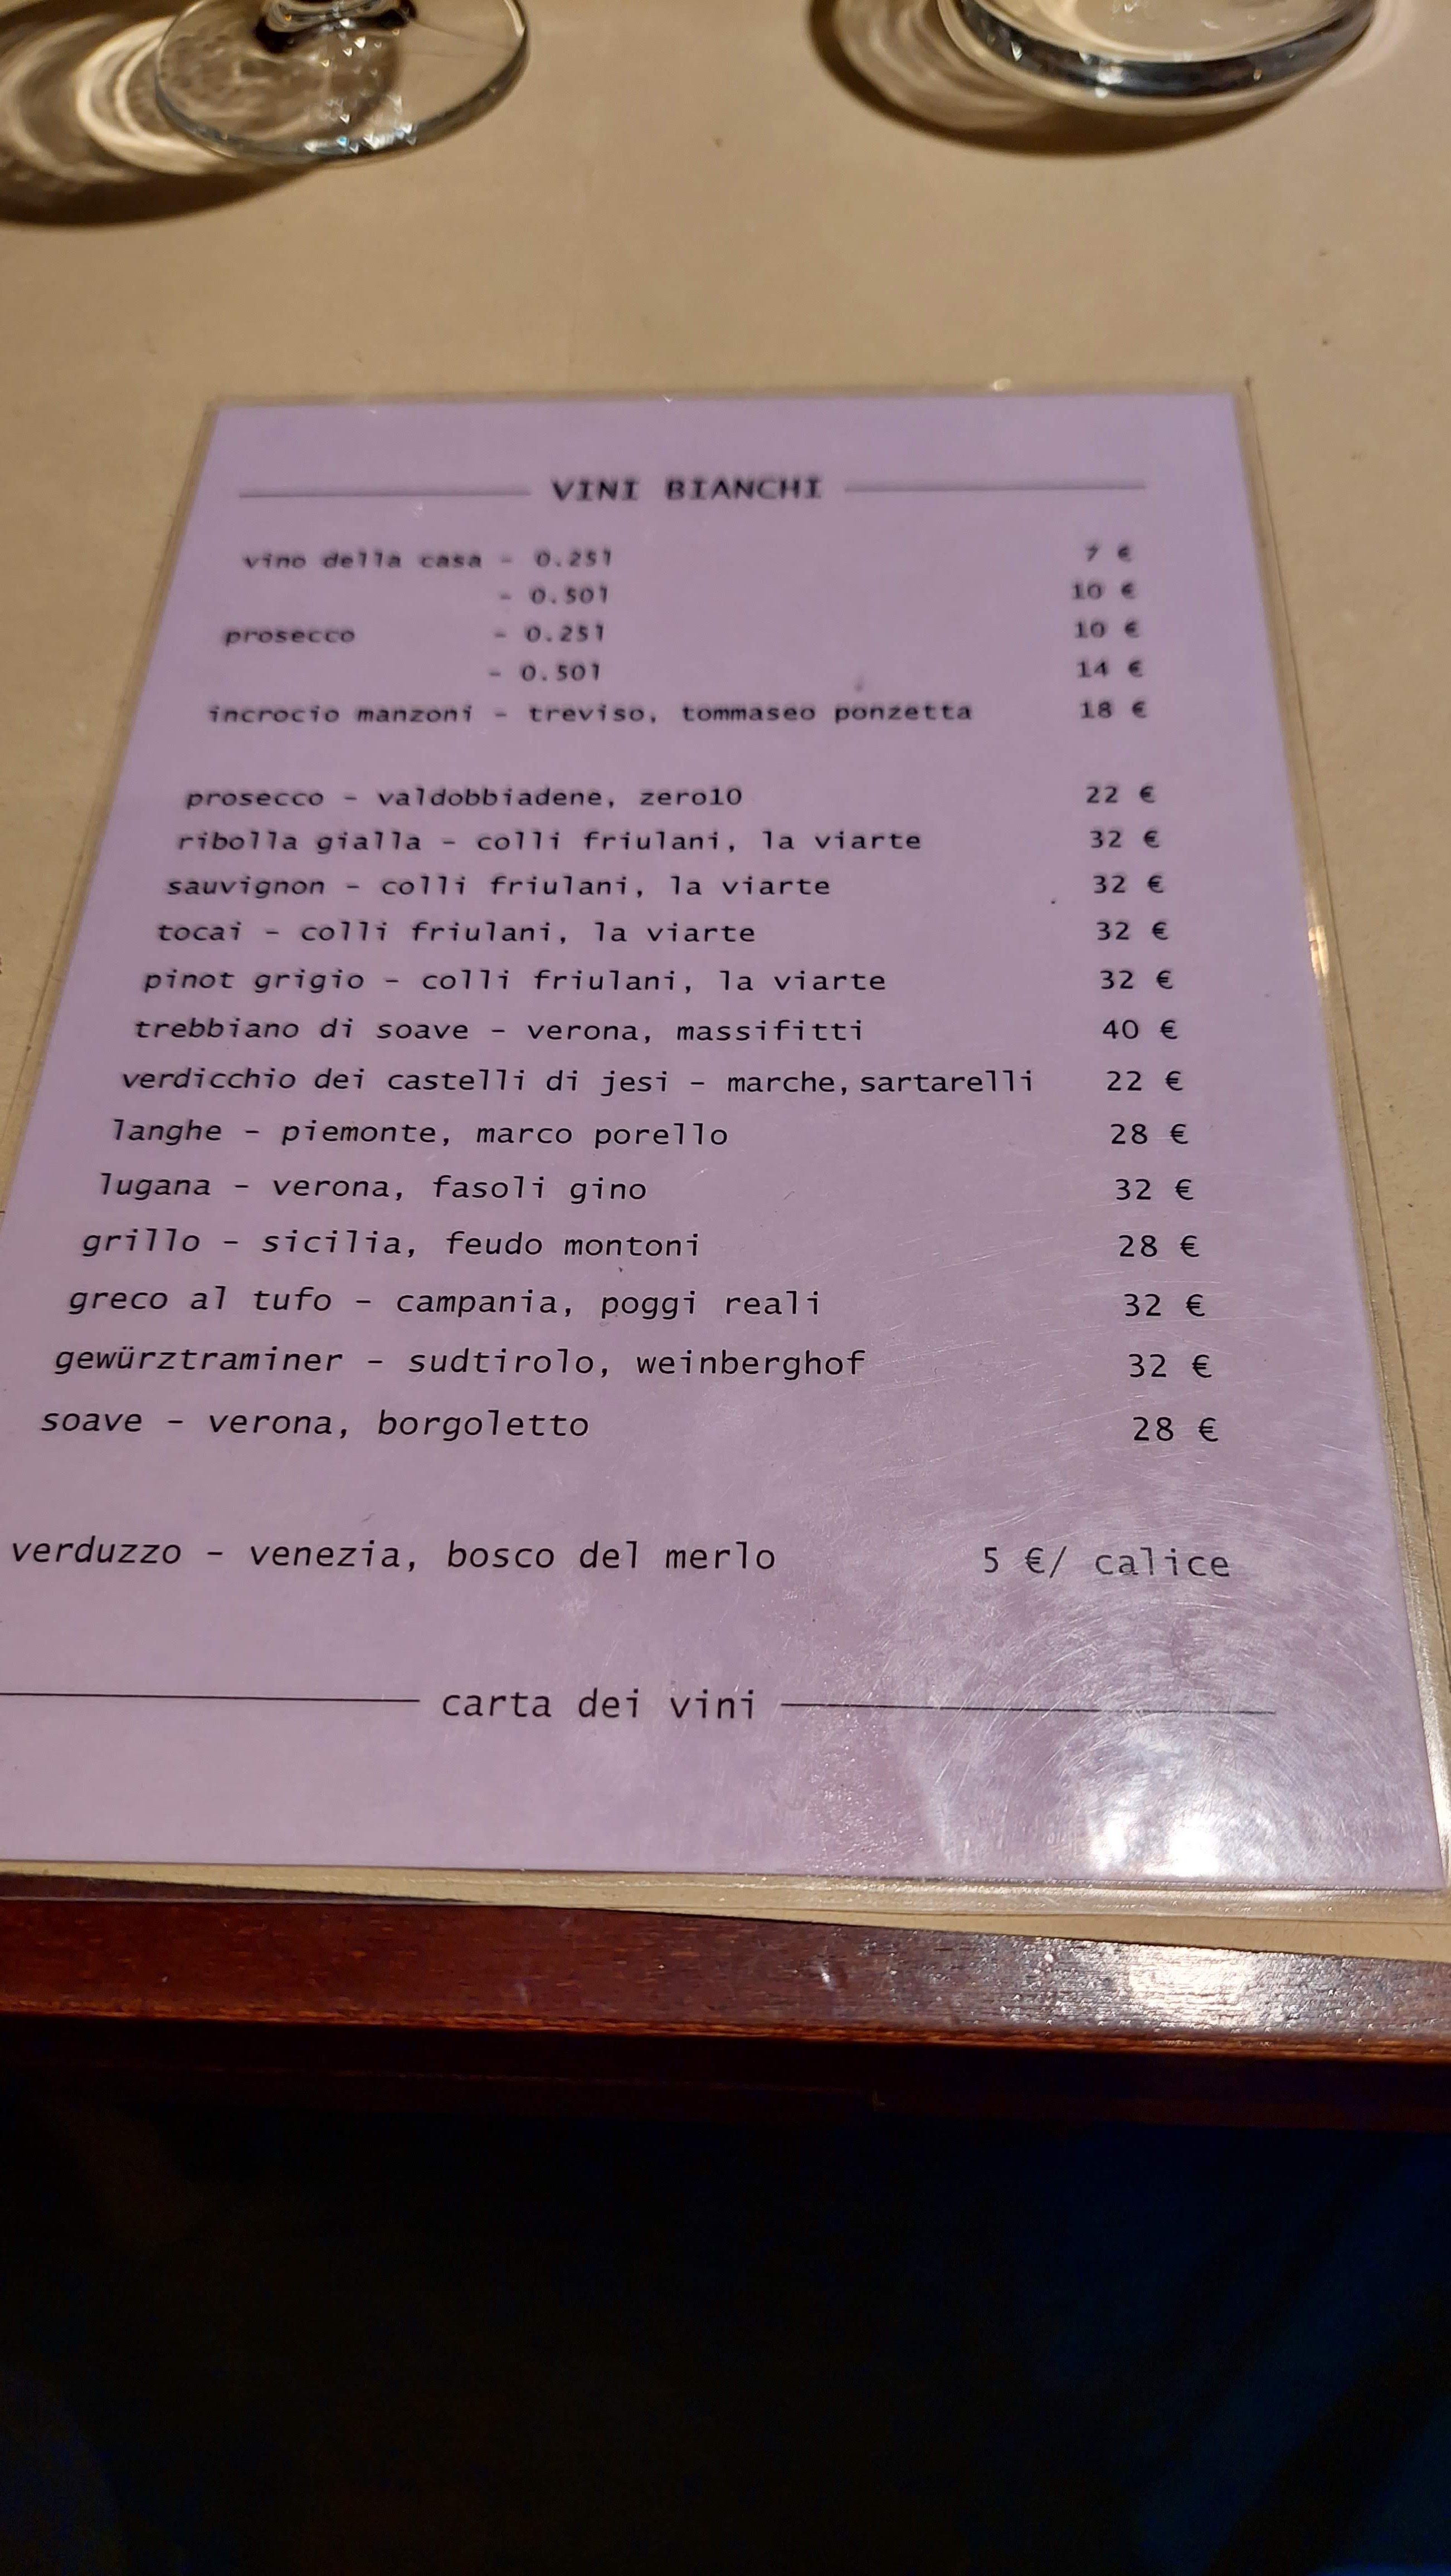 VINI BIANCHI
vino della casa - 0.25l 7 €
- 0.50l 10 €
prosecco - 0.25l 10 €
- 0.50l 14 €
incrocio manzoni - treviso, tommaseo ponzetta 18 €
prosecco - valdobbiadene, zero10 22 €
ribolla gialla - colli friulani, la viarte 32 €
sauvignon - colli friulani, la viarte 32 €
tocai - colli friulani, la viarte 32 €
pinot grigio - colli friulani, la viarte 32 €
trebbiano di soave - verona, massifitti 40 €
verdicchio dei castelli di jesi - marche, sartarelli 22 €
langhe - piemonte, marco porello 28 €
lugana - verona, fasoli gino 32 €
grillo - sicilia, feudo montoni 28 €
greco al tufo - campania, poggi reali 32 €
gewürztraminer - sudtirolo, weinberghof 32 €
soave - verona, borgoletto 28 €
verduzzo - venezia, bosco del merlo 5 €/ calice
carta dei vini